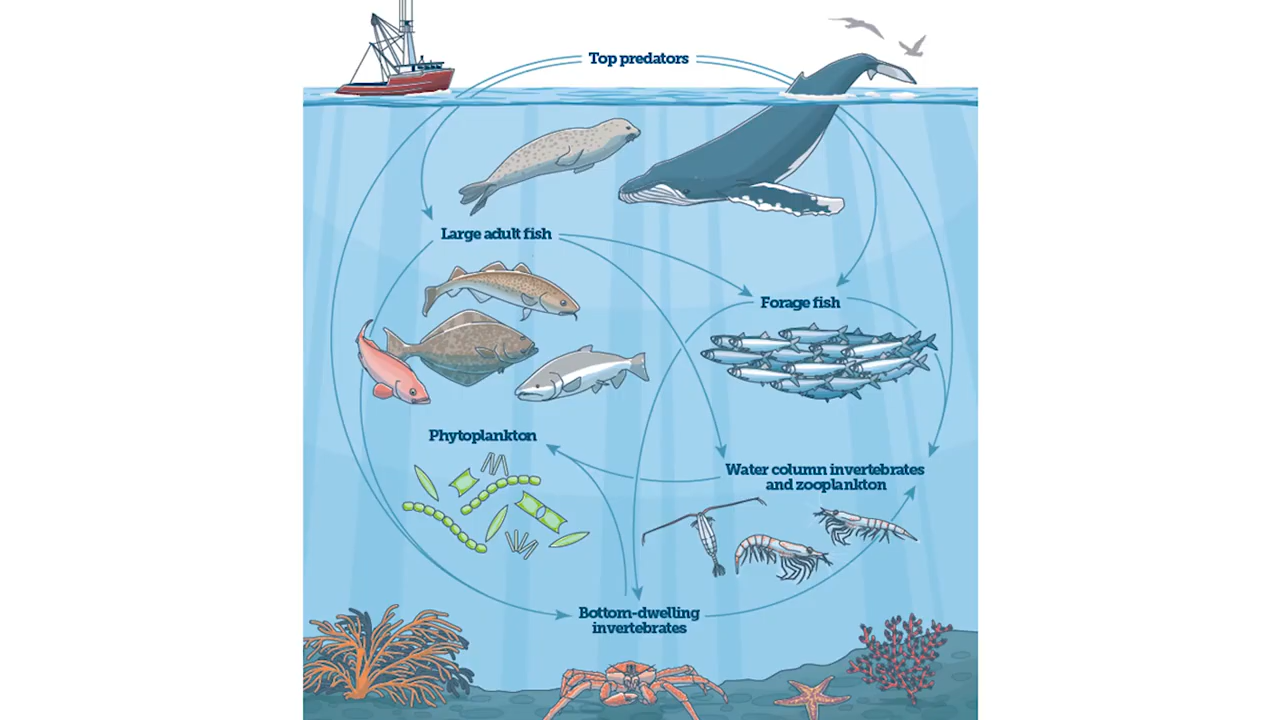 Top predators
Large adult fish
Forage fish
Phytoplankton
Water column invertebrates
and zooplankton
Bottom-dwelling
invertebrates